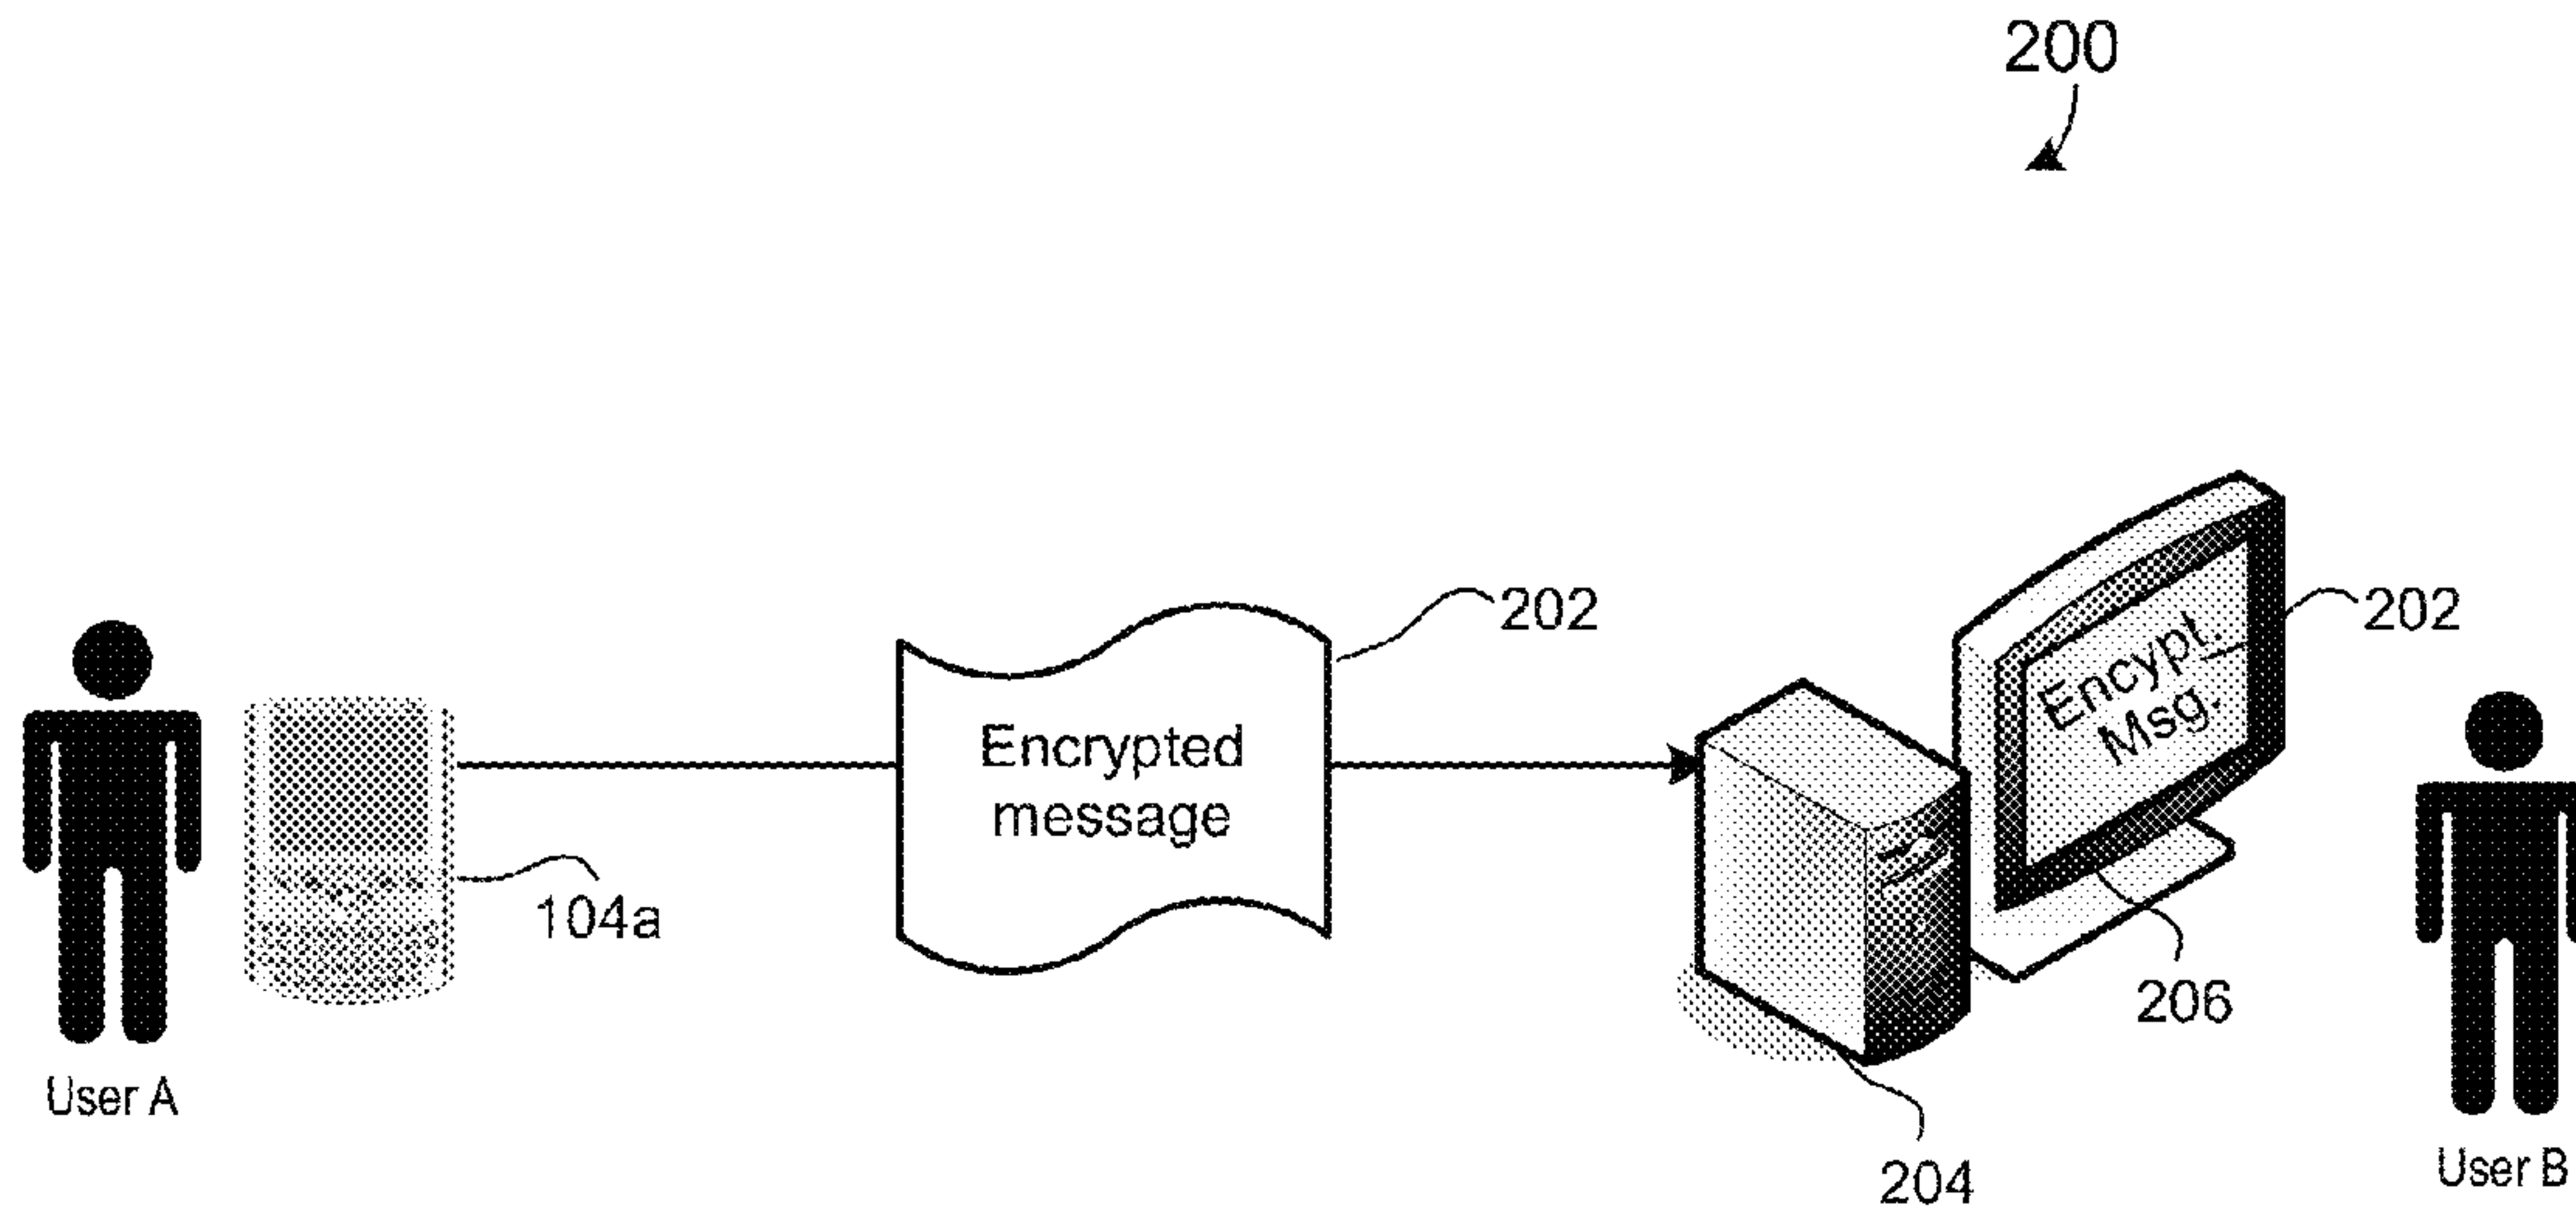 200
202
202
Encypt.
Msg.
Encrypted
message
104a
206
User A
204
User B